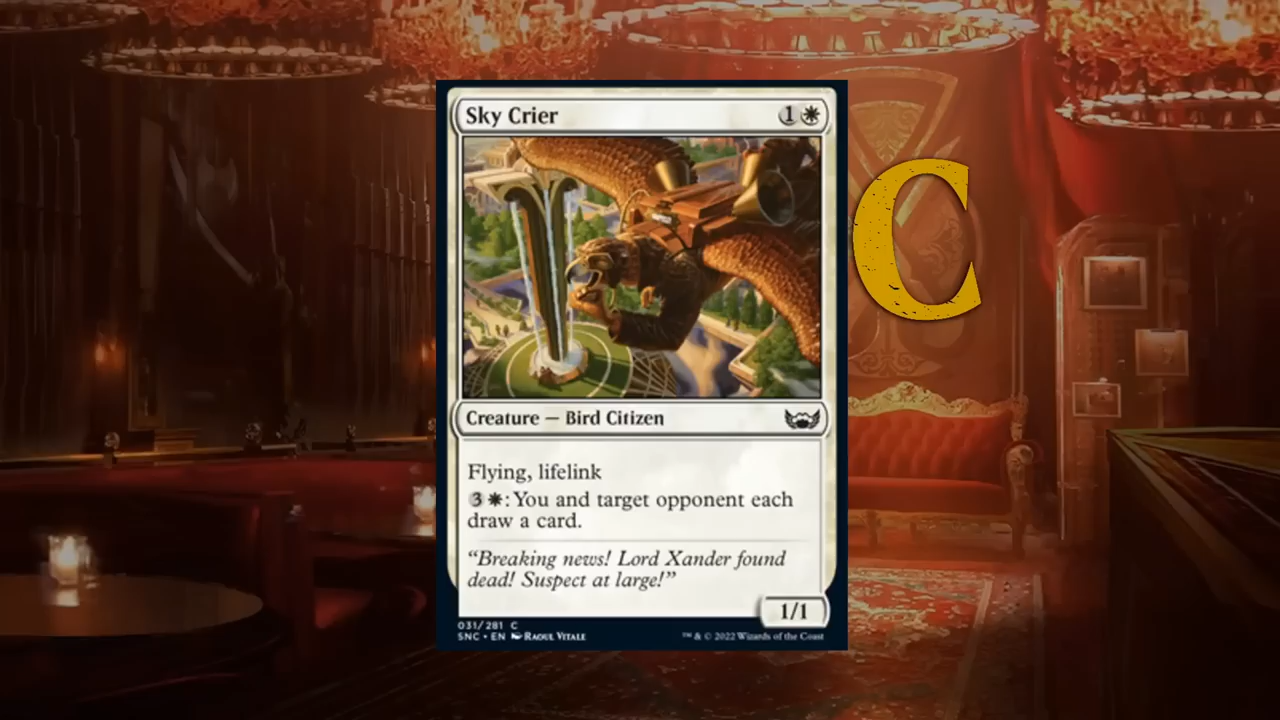 Sky Crier 1
C
Creature — Bird Citizen
Flying, lifelink
3 : You and target opponent each
draw a card.
“Breaking news! Lord Xander found
dead! Suspect at large!”
1/1
031/281 C
SNC • EN Raoul Vitale
™ & © 2022 Wizards of the Coast